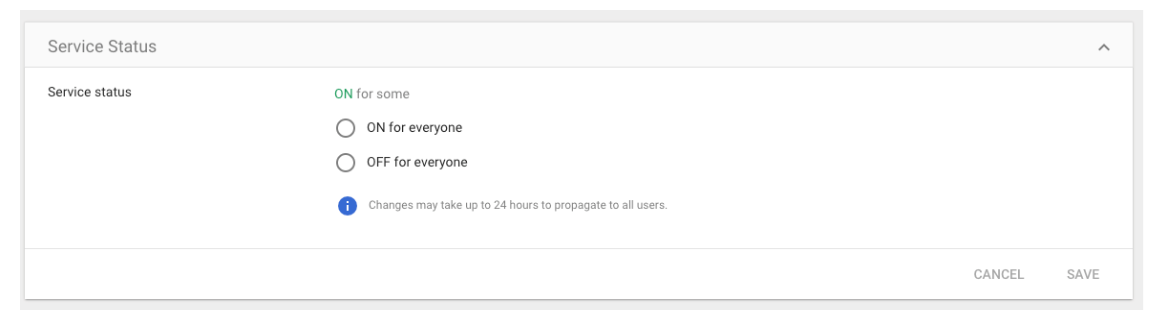 Service Status
Service status
ON for some
ON for everyone
OFF for everyone
Changes may take up to 24 hours to propagate to all users.
CANCEL SAVE